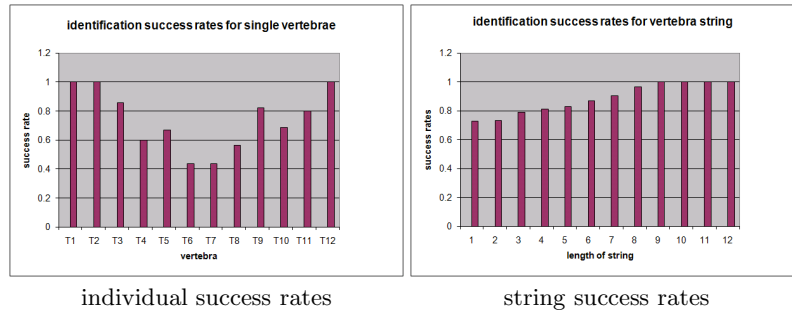 identification success rates for single vertebrae
1.2
1
0.8
0.6
0.4
0.2
0
success rate
T1 T2 T3 T4 T5 T6 T7 T8 T9 T10 T11 T12
vertebra
individual success rates
identification success rates for vertebra string
1.2
1
0.8
0.6
0.4
0.2
0
success rates
1 2 3 4 5 6 7 8 9 10 11 12
length of string
string success rates